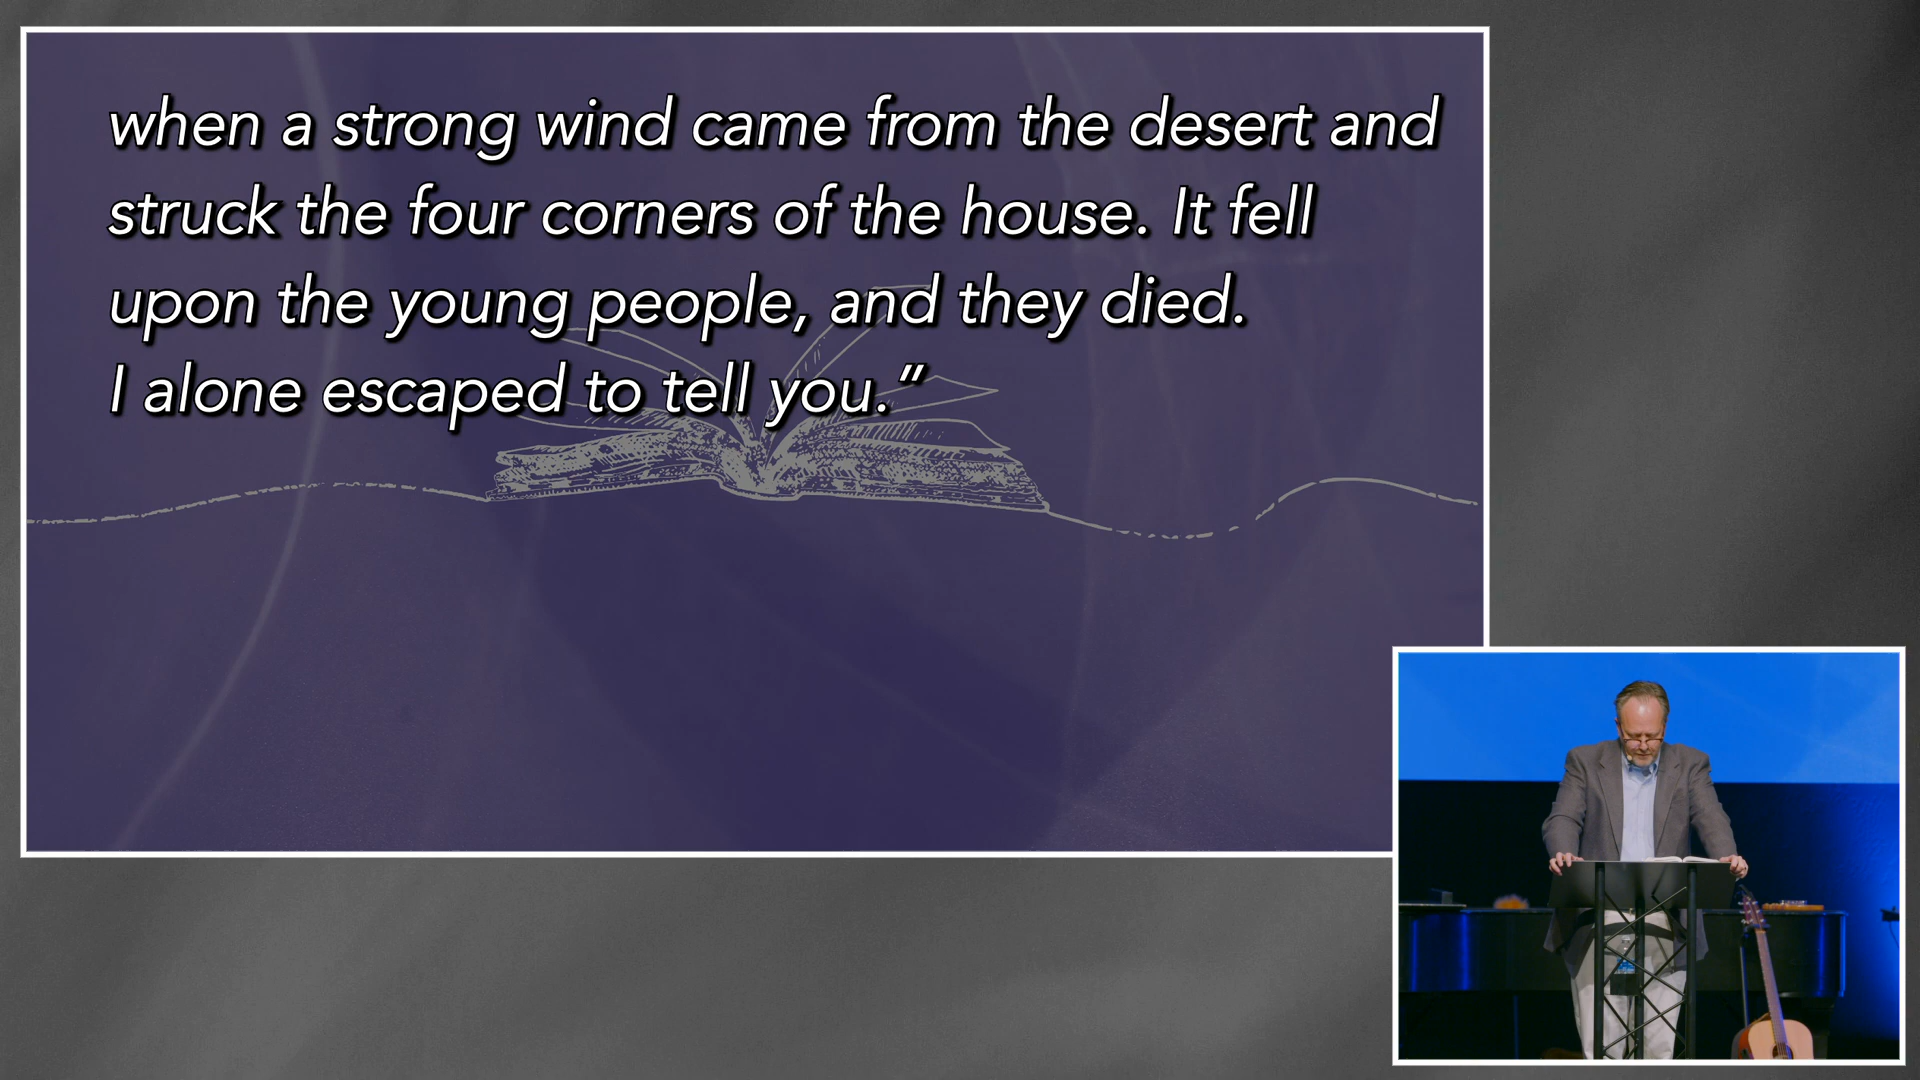 when a strong wind came from the desert and
struck the four corners of the house. It fell
upon the young people, and they died.
I alone escaped to tell you.”